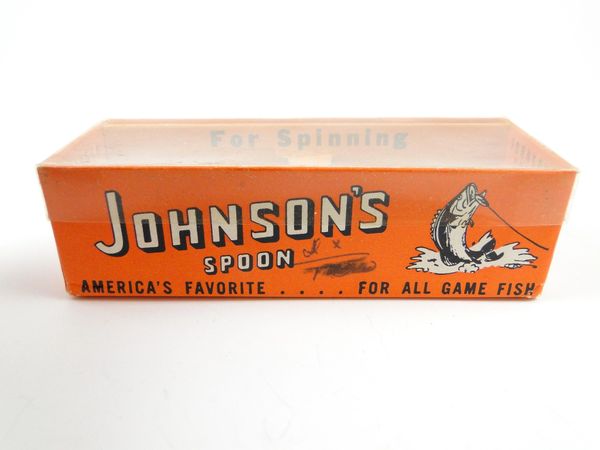 For Spinning
JOHNSON'S
SPOON
AMERICA'S FAVORITE . . . . FOR ALL GAME FISH